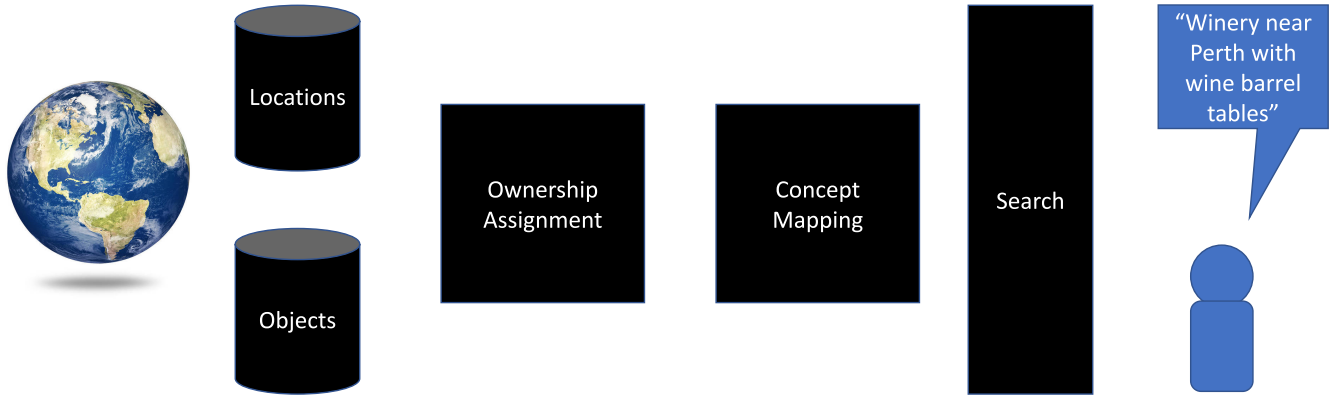 Locations
Objects
Ownership
Assignment
Concept
Mapping
Search
“Winery near
Perth with
wine barrel
tables”